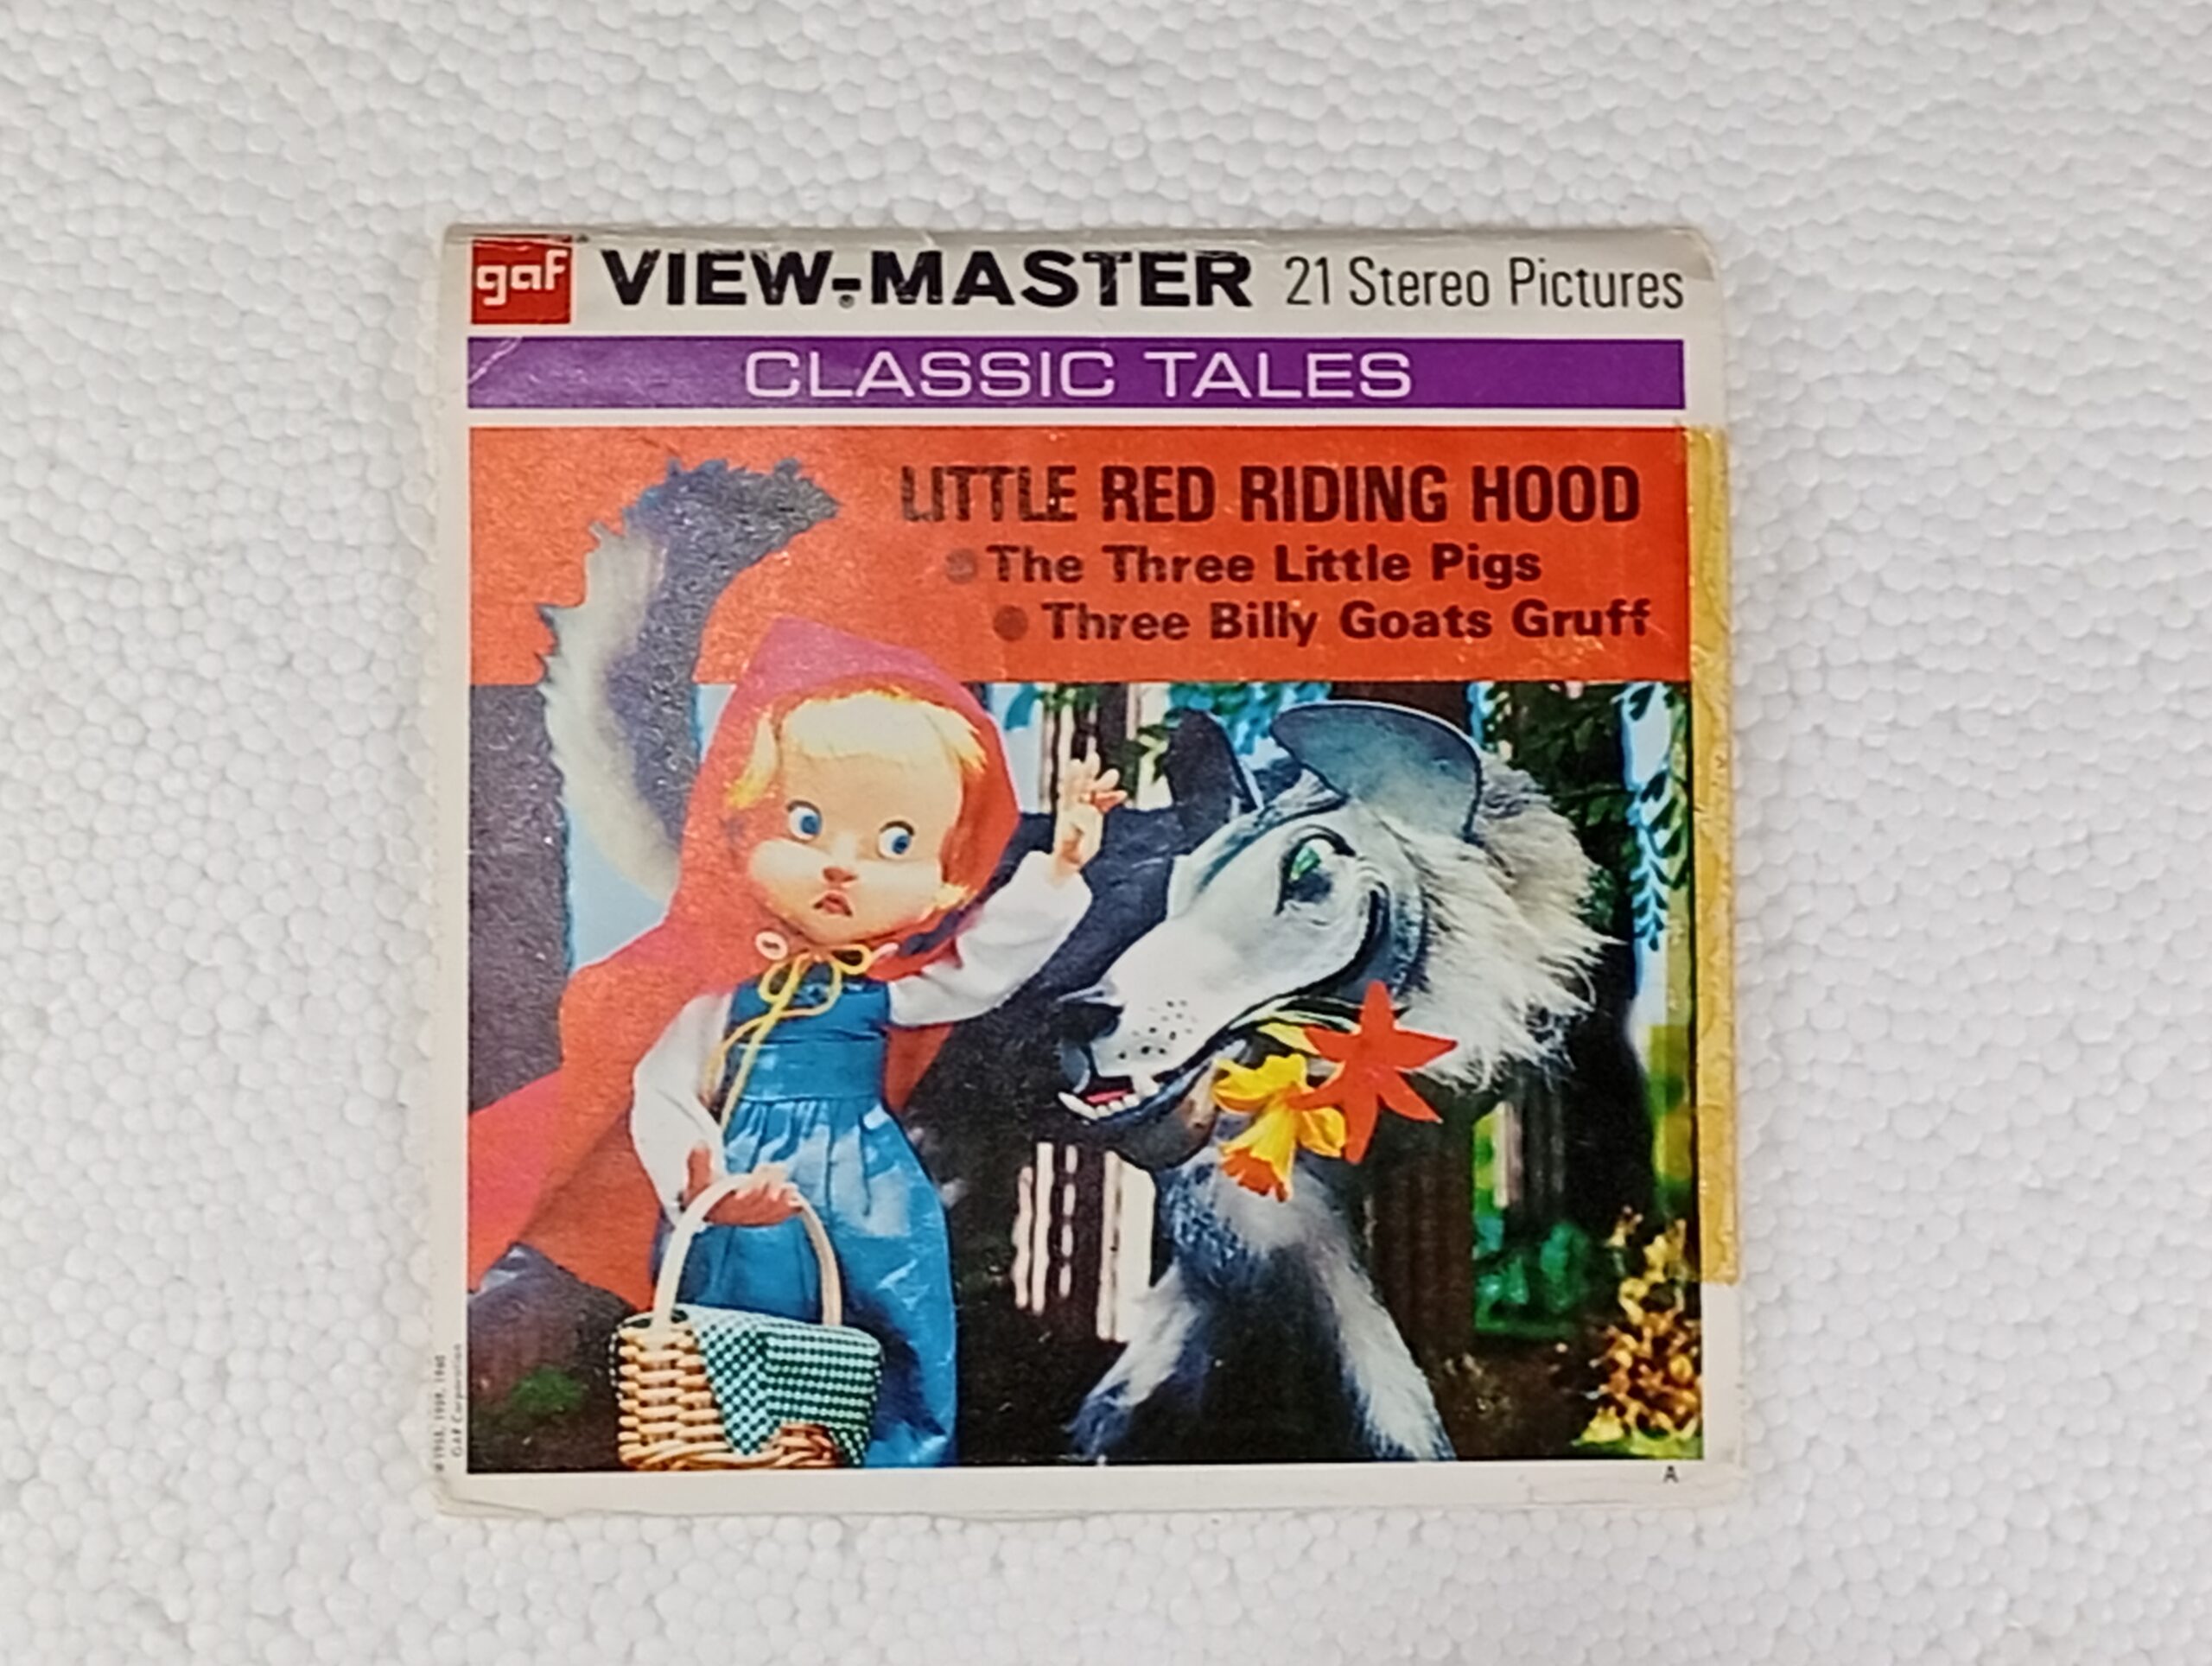 gaf VIEW-MASTER® 21 Stereo Pictures
CLASSIC TALES
LITTLE RED RIDING HOOD
• The Three Little Pigs
• Three Billy Goats Gruff
GAF Corporation
A